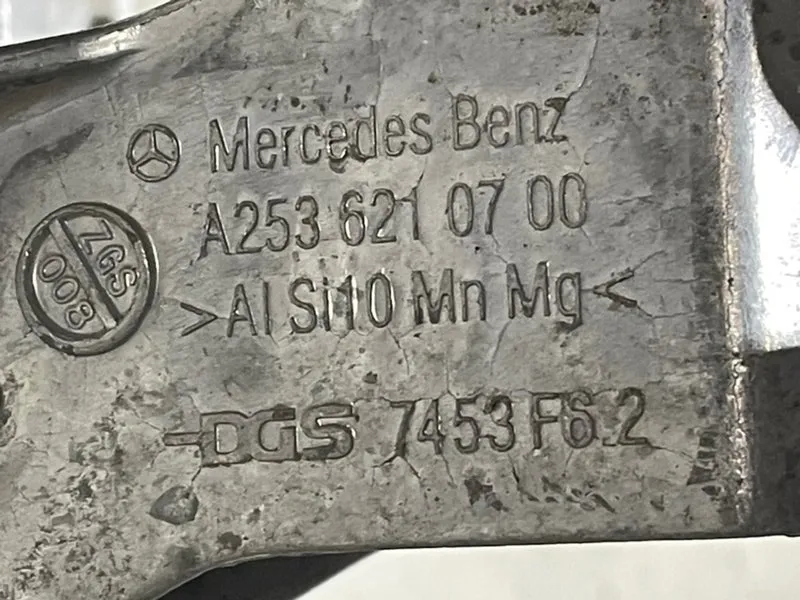 Mercedes Benz
A253 621 07 00
>Al Si10 Mn Mg<
ZGS
008
DGS 7453 F6.2